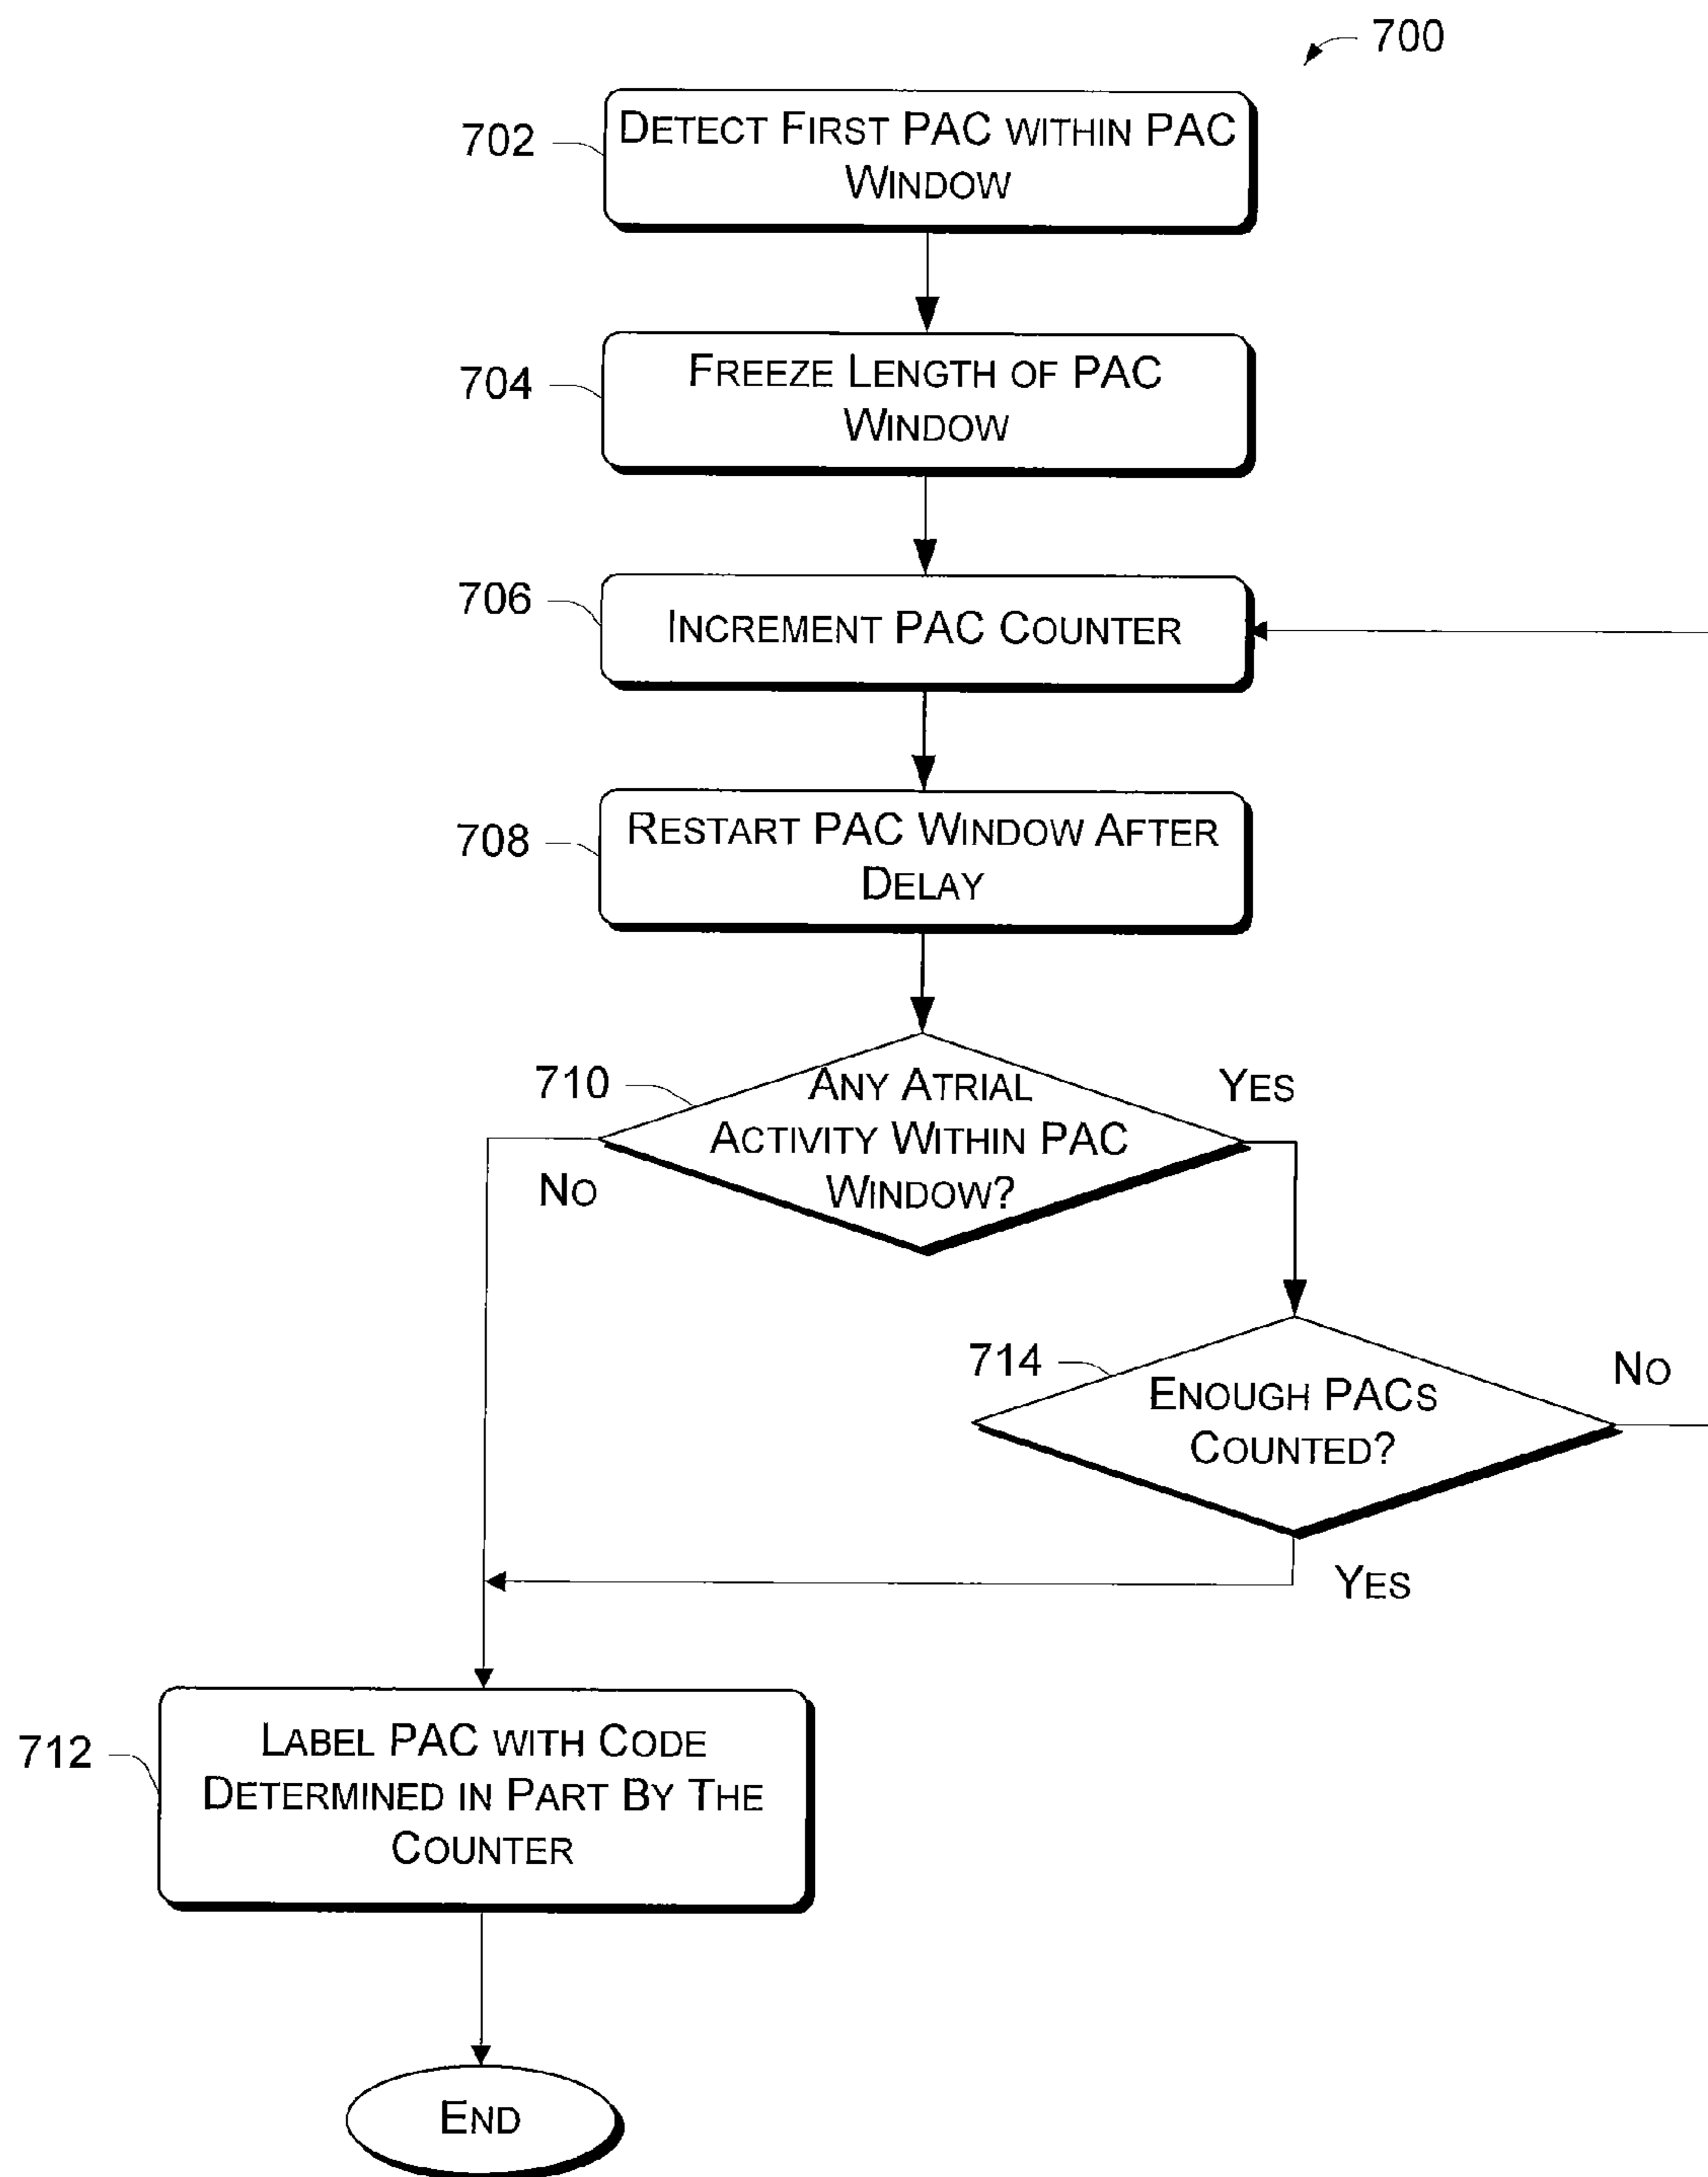 700
702
DETECT FIRST PAC WITHIN PAC
WINDOW
704
FREEZE LENGTH OF PAC
WINDOW
706
INCREMENT PAC COUNTER
708
RESTART PAC WINDOW AFTER
DELAY
710
ANY ATRIAL
ACTIVITY WITHIN PAC
WINDOW?
YES
NO
714
ENOUGH PACS
COUNTED?
NO
YES
712
LABEL PAC WITH CODE
DETERMINED IN PART BY THE
COUNTER
END